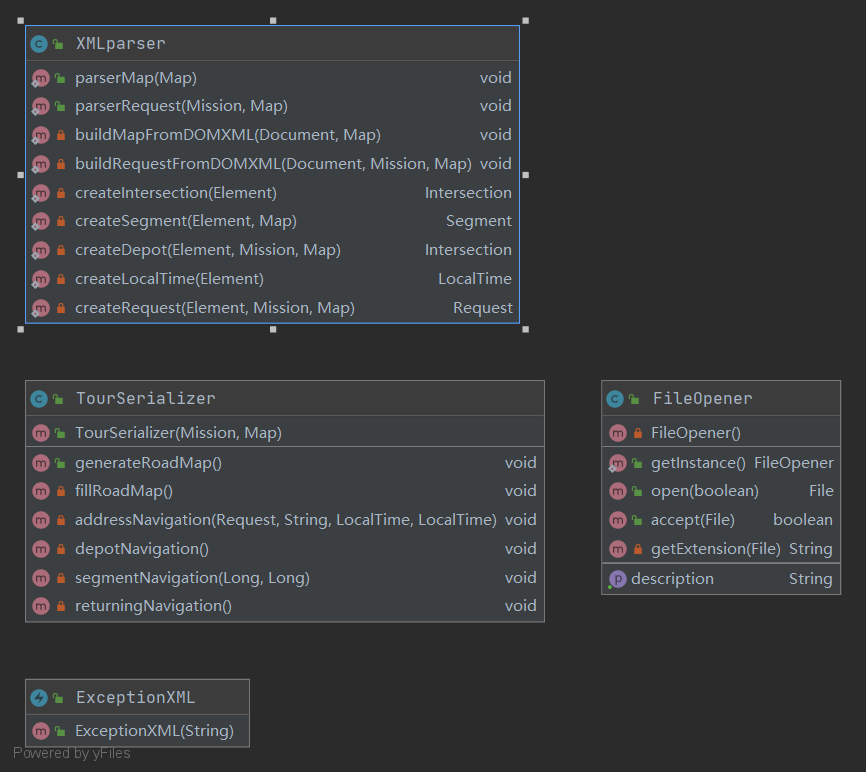 XMLparser
parserMap(Map) void
parserRequest(Mission, Map) void
buildMapFromDOMXML(Document, Map) void
buildRequestFromDOMXML(Document, Mission, Map) void
createIntersection(Element) Intersection
createSegment(Element, Map) Segment
createDepot(Element, Mission, Map) Intersection
createLocalTime(Element) LocalTime
createRequest(Element, Mission, Map) Request
TourSerializer
TourSerializer(Mission, Map)
generateRoadMap() void
fillRoadMap() void
addressNavigation(Request, String, LocalTime, LocalTime) void
depotNavigation() void
segmentNavigation(Long, Long) void
returningNavigation() void
FileOpener
FileOpener()
getInstance() FileOpener
open(boolean) File
accept(File) boolean
getExtension(File) String
description String
ExceptionXML
ExceptionXML(String)
Powered by yFiles